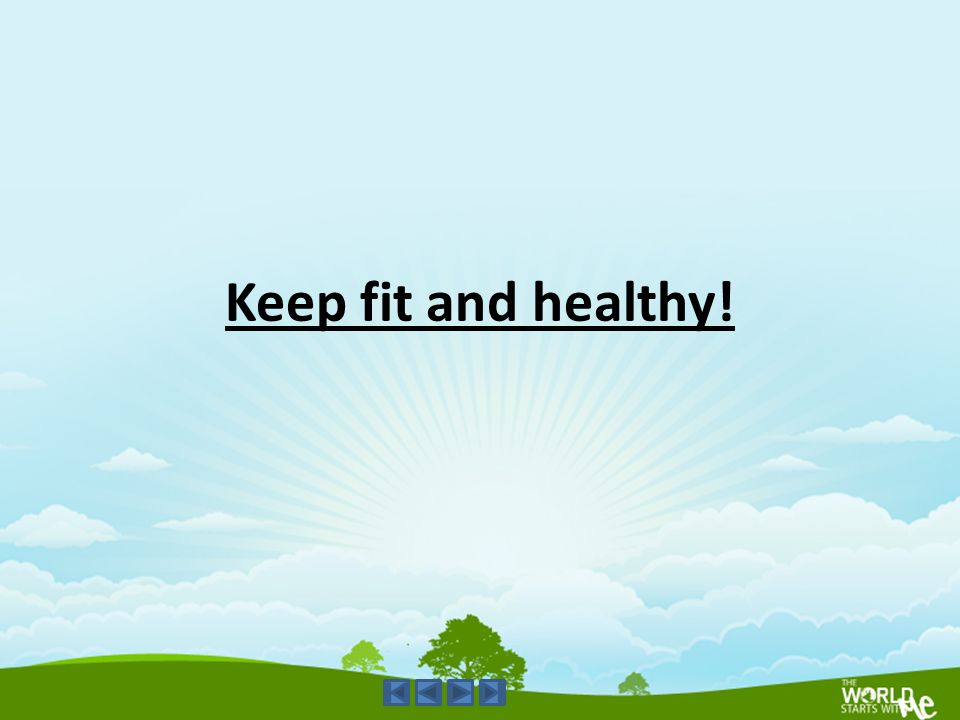 Keep fit and healthy!
THE
WORLD
STARTS WITH me